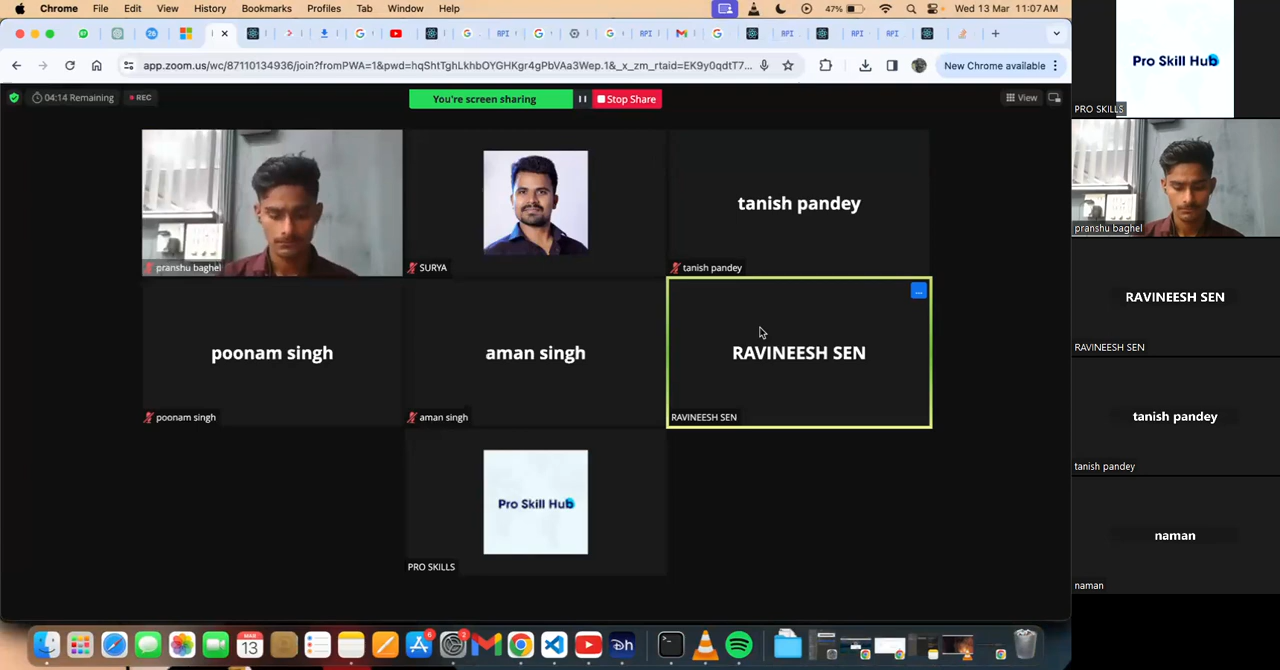 Chrome File Edit View History Bookmarks Profiles Tab Window Help 47% Wed 13 Mar 11:07AM
app.zoom.us/wc/87110134936/join?fromPWA=1&pwd=hqShtTghLkhbOYGHKgr4gPbVAa3Wep.1&_x_zm_rtaid=EK9y0qdtT7... New Chrome available
04:14 Remaining REC You're screen sharing Stop Share View
pranshu baghel
SURYA
tanish pandey
tanish pandey
poonam singh
poonam singh
aman singh
aman singh
RAVINEESH SEN
RAVINEESH SEN
Pro Skill Hub
PRO SKILLS
Pro Skill Hub
PRO SKILLS
pranshu baghel
RAVINEESH SEN
RAVINEESH SEN
tanish pandey
tanish pandey
naman
naman